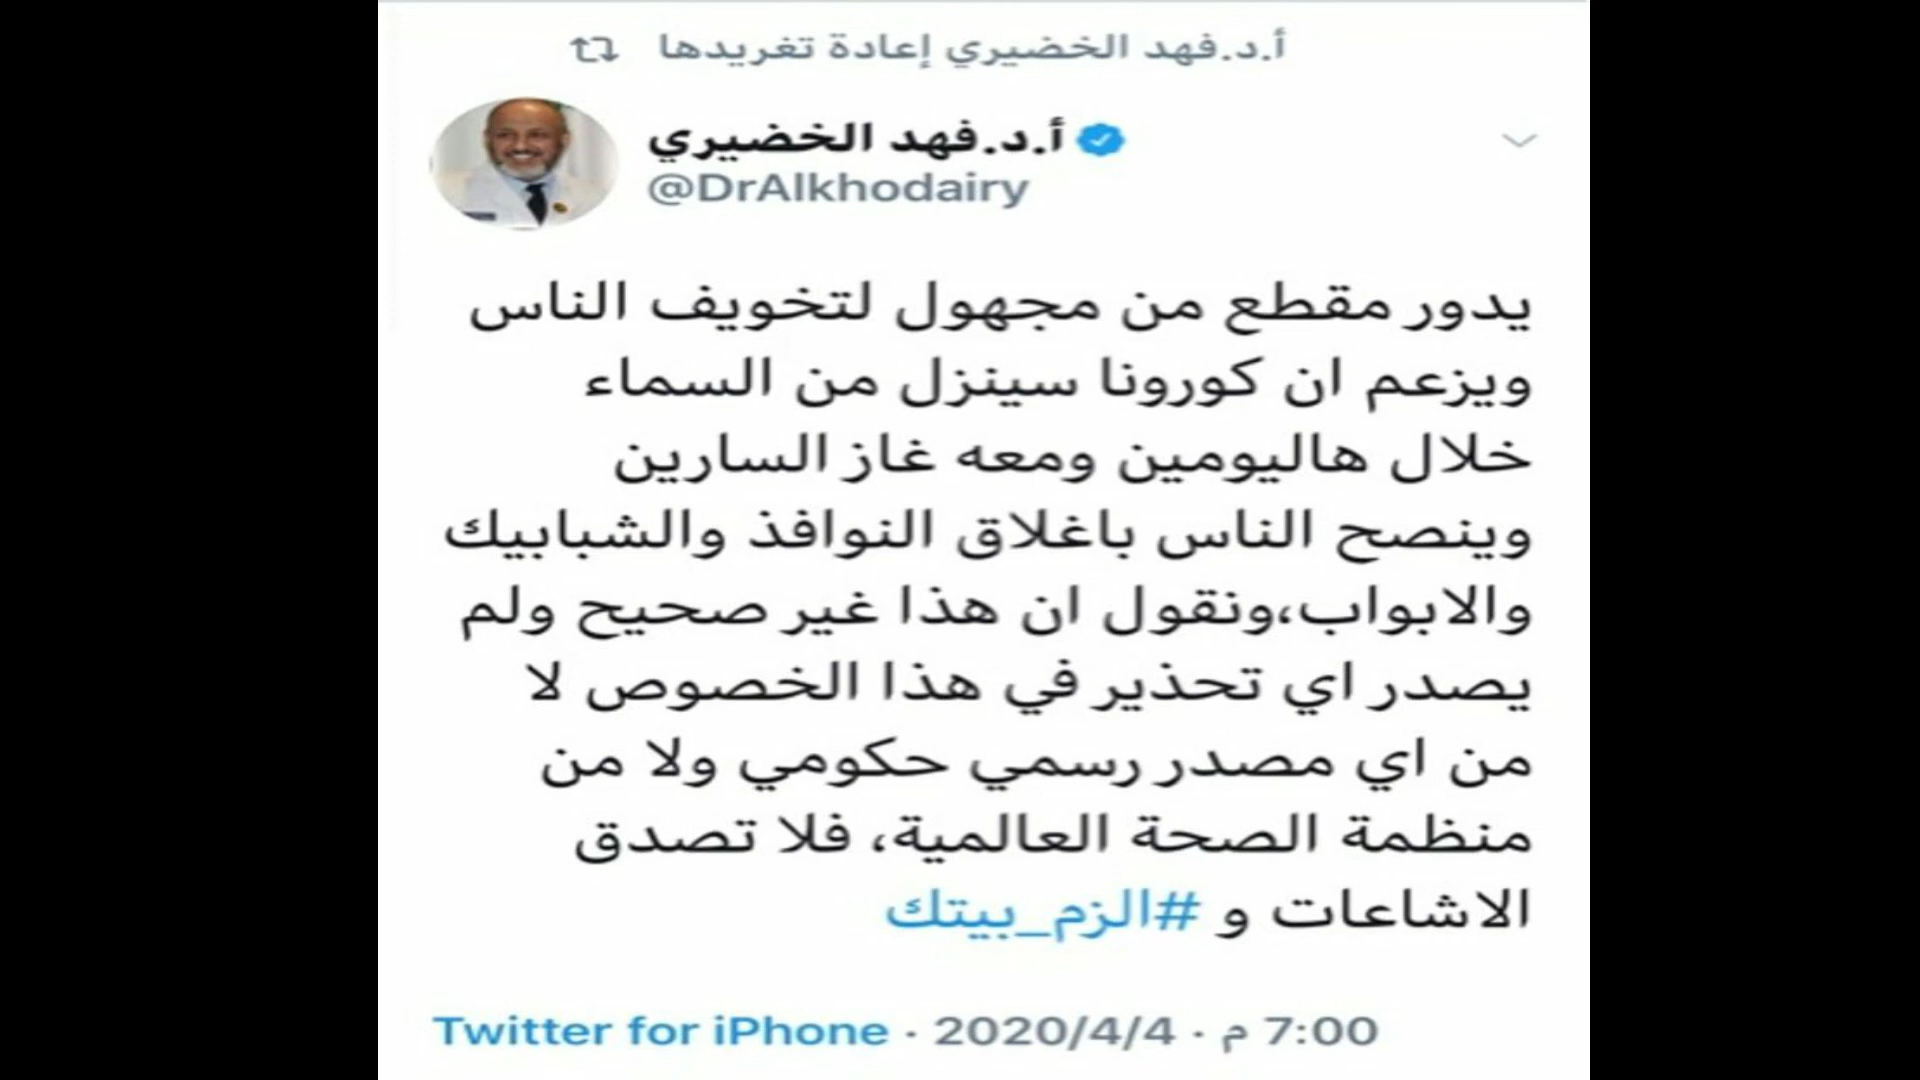 أ.د.فهد الخضيري إعادة تغريدها
أ.د.فهد الخضيري
@DrAlkhodairy
يدور مقطع من مجهول لتخويف الناس
ويزعم ان كورونا سينزل من السماء
خلال هاليومين ومعه غاز السارين
وينصح الناس باغلاق النوافذ والشبابيك
والابواب،ونقول ان هذا غير صحيح ولم
يصدر اي تحذير في هذا الخصوص لا
من اي مصدر رسمي حكومي ولا من
منظمة الصحة العالمية، فلا تصدق
الاشاعات و #الزم_بيتك
7:00 م · 2020/4/4 · Twitter for iPhone